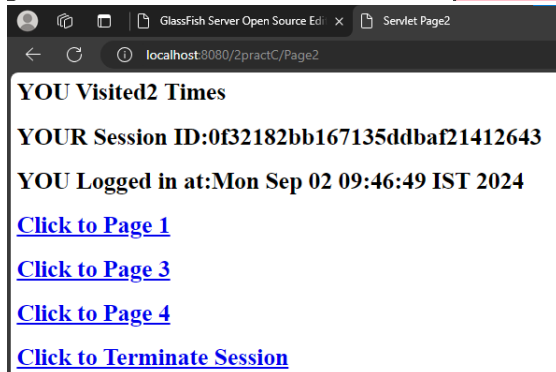 GlassFish Server Open Source Edi
Servlet Page2
localhost:8080/2practC/Page2
YOU Visited2 Times
YOUR Session ID:0f32182bb167135ddbaf21412643
YOU Logged in at:Mon Sep 02 09:46:49 IST 2024
Click to Page 1
Click to Page 3
Click to Page 4
Click to Terminate Session